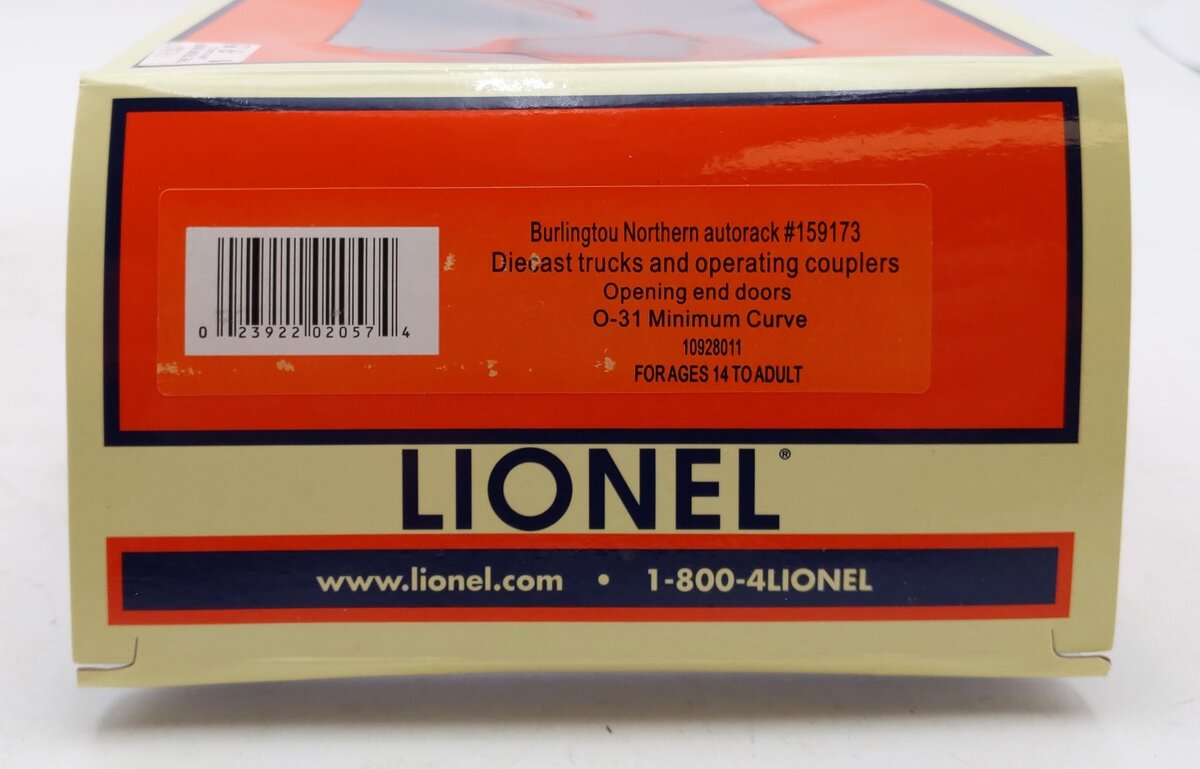 Burlingtou Northern autorack #159173
Diecast trucks and operating couplers
Opening end doors
O-31 Minimum Curve
10928011
FOR AGES 14 TO ADULT
0 23922 02057 4
LIONEL®
www.lionel.com • 1-800-4LIONEL